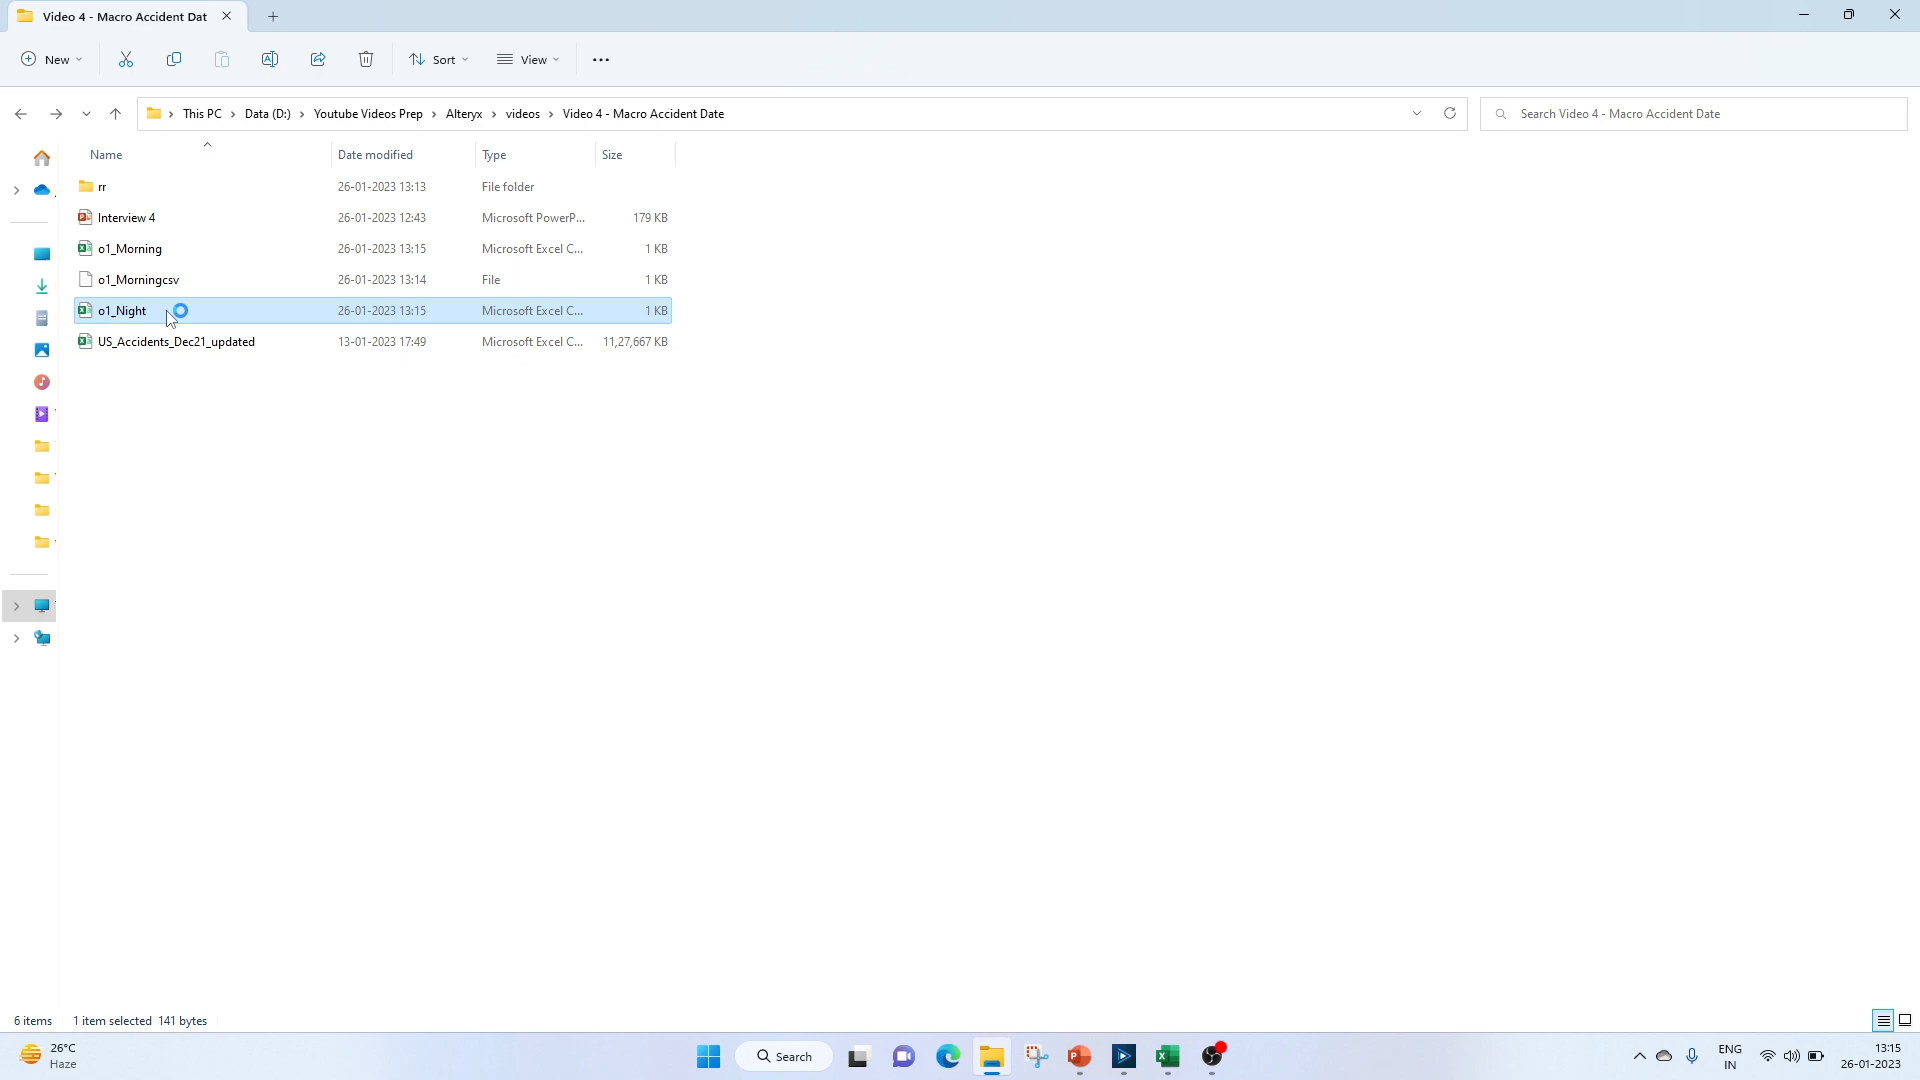 Video 4 - Macro Accident Dat
New
Sort
View
This PC > Data (D:) > Youtube Videos Prep > Alteryx > videos > Video 4 - Macro Accident Date
Search Video 4 - Macro Accident Date
Name Date modified Type Size
rr 26-01-2023 13:13 File folder
Interview 4 26-01-2023 12:43 Microsoft PowerP... 179 KB
o1_Morning 26-01-2023 13:15 Microsoft Excel C... 1 KB
o1_Morningcsv 26-01-2023 13:14 File 1 KB
o1_Night 26-01-2023 13:15 Microsoft Excel C... 1 KB
US_Accidents_Dec21_updated 13-01-2023 17:49 Microsoft Excel C... 11,27,667 KB
6 items 1 item selected 141 bytes
26°C
Haze
Search
ENG
IN
13:15
26-01-2023